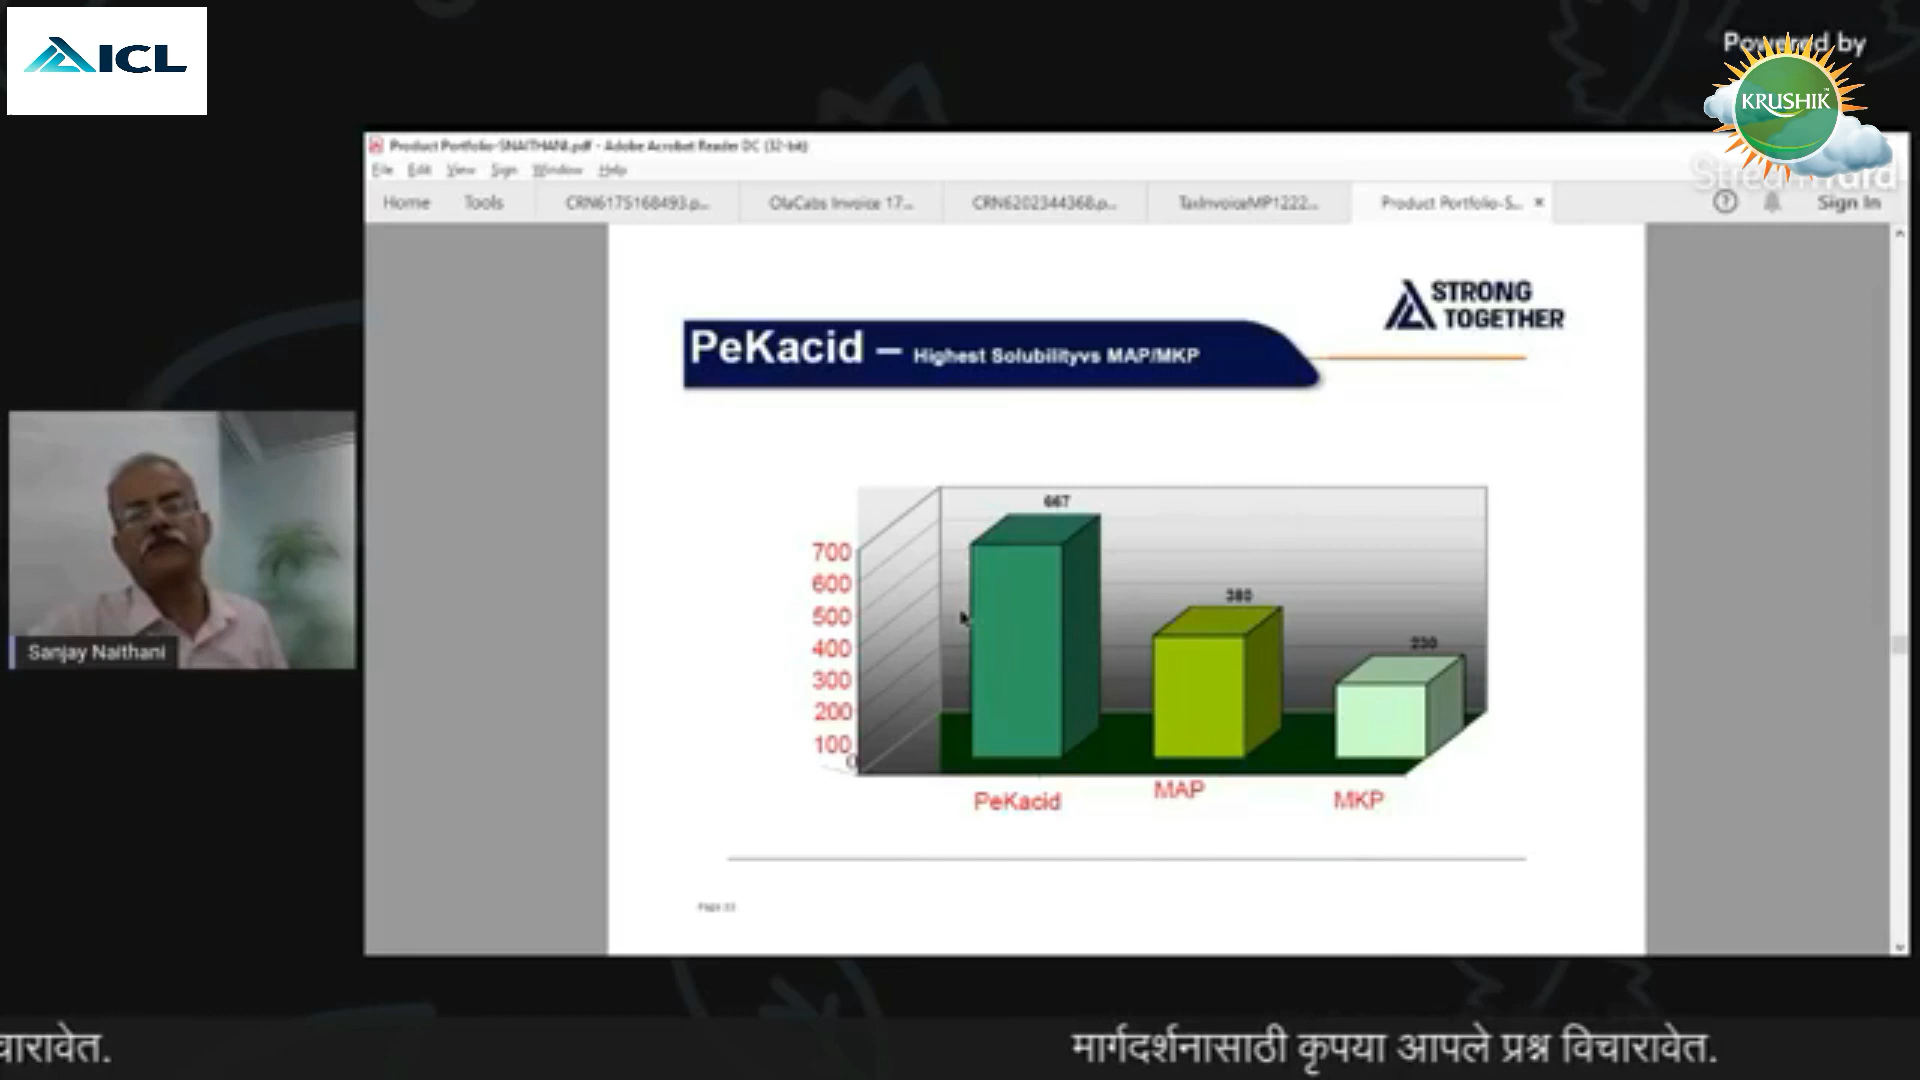 ICL
Powered by
KRUSHIK
StreamYard
Product Portfolio-SNAITHANI.pdf - Adobe Acrobat Reader DC (32-bit)
File Edit View Sign Window Help
Home Tools CRN6175168493.p... OlaCabs Invoice 17... CRN6202344368.p... TaxInvoiceMP1222... Product Portfolio-S... × Sign In
STRONG
TOGETHER
PeKacid – Highest Solubilityvs MAP/MKP
667
700
600
380
500
400
230
300
200
100
0
PeKacid MAP MKP
Sanjay Naithani
चारावेत. मार्गदर्शनासाठी कृपया आपले प्रश्न विचारावेत.